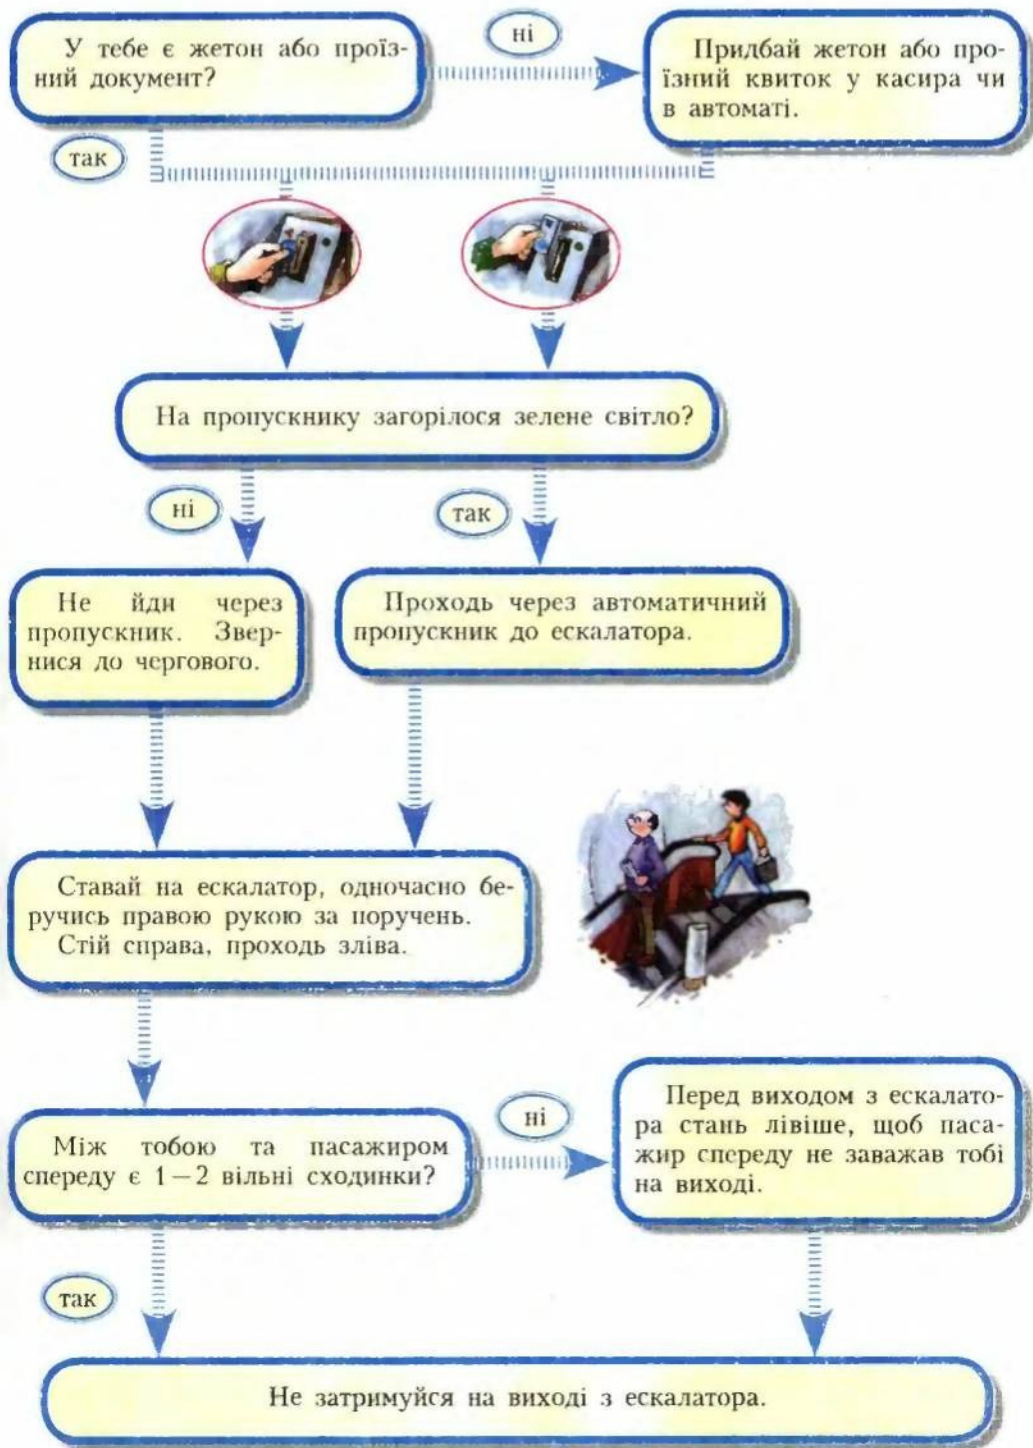 У тебе є жетон або проїз-
ний документ?
ні
Придбай жетон або про-
їзний квиток у касира чи
в автоматі.
так
На пропускнику загорілося зелене світло?
ні
так
Не йди через
пропускник. Звер-
нися до чергового.
Проходь через автоматичний
пропускник до ескалатора.
Ставай на ескалатор, одночасно бе-
ручись правою рукою за поручень.
Стій справа, проходь зліва.
Між тобою та пасажиром
спереду є 1—2 вільні сходинки?
ні
Перед виходом з ескалато-
ра стань лівіше, щоб паса-
жир спереду не заважав тобі
на виході.
так
Не затримуйся на виході з ескалатора.